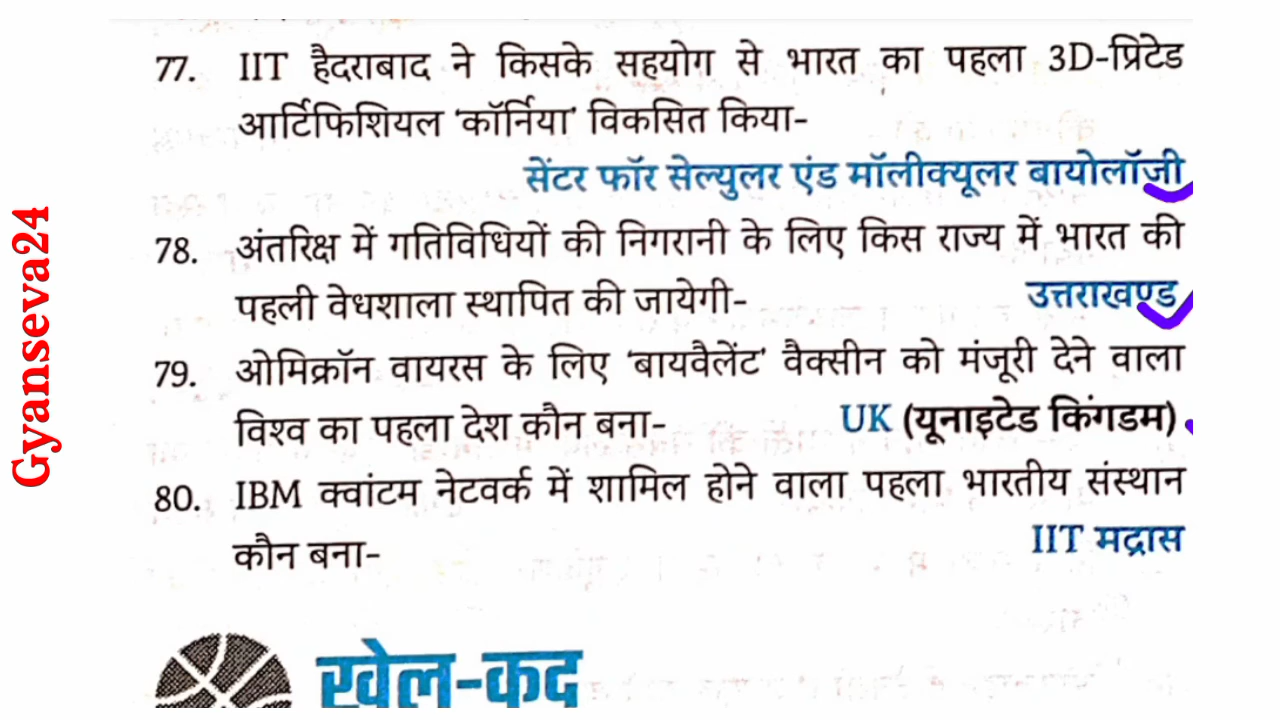 Gyanseva24
77. IIT हैदराबाद ने किसके सहयोग से भारत का पहला 3D-प्रिटेड
आर्टिफिशियल ‘कॉर्निया’ विकसित किया-
सेंटर फॉर सेल्युलर एंड मॉलीक्यूलर बायोलॉजी
78. अंतरिक्ष में गतिविधियों की निगरानी के लिए किस राज्य में भारत की
पहली वेधशाला स्थापित की जायेगी- उत्तराखण्ड
79. ओमिक्रॉन वायरस के लिए ‘बायवैलेंट’ वैक्सीन को मंजूरी देने वाला
विश्व का पहला देश कौन बना- UK (यूनाइटेड किंगडम)
80. IBM क्वांटम नेटवर्क में शामिल होने वाला पहला भारतीय संस्थान
कौन बना- IIT मद्रास
खेल-कूद